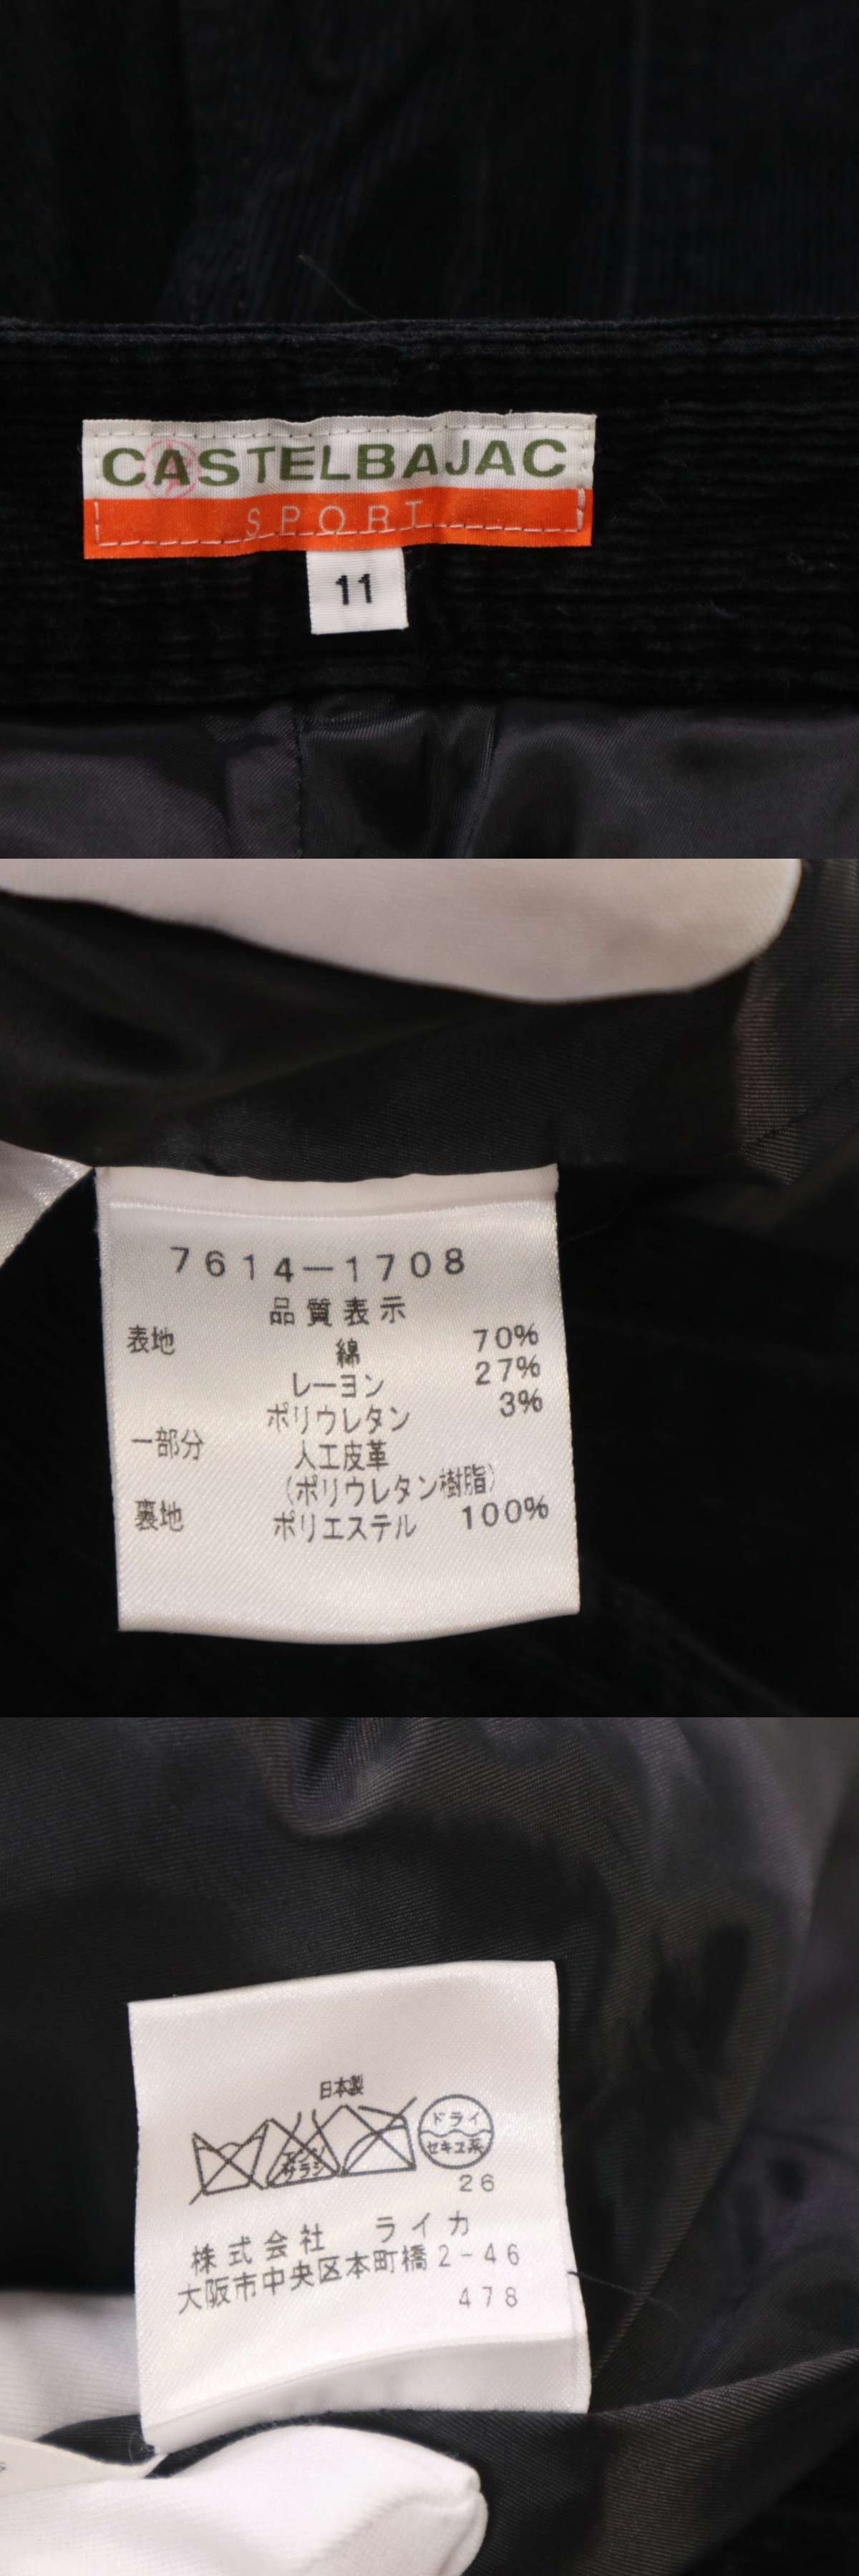 CASTELBAJAC
SPORT
11
7614-1708
品質表示
表地 綿 70%
レーヨン 27%
ポリウレタン 3%
一部分 人工皮革
(ポリウレタン樹脂)
裏地 ポリエステル 100%
日本製
ドライ
セキユ系
サラシ
26
株式会社 ライカ
大阪市中央区本町橋2-46
478